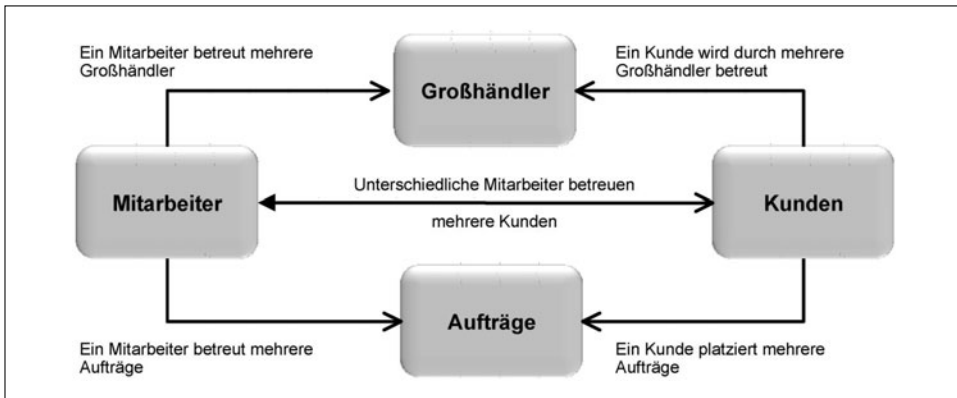 Ein Mitarbeiter betreut mehrere
Großhändler
Großhändler
Ein Kunde wird durch mehrere
Großhändler betreut
Mitarbeiter
Unterschiedliche Mitarbeiter betreuen
mehrere Kunden
Kunden
Aufträge
Ein Mitarbeiter betreut mehrere
Aufträge
Ein Kunde platziert mehrere
Aufträge